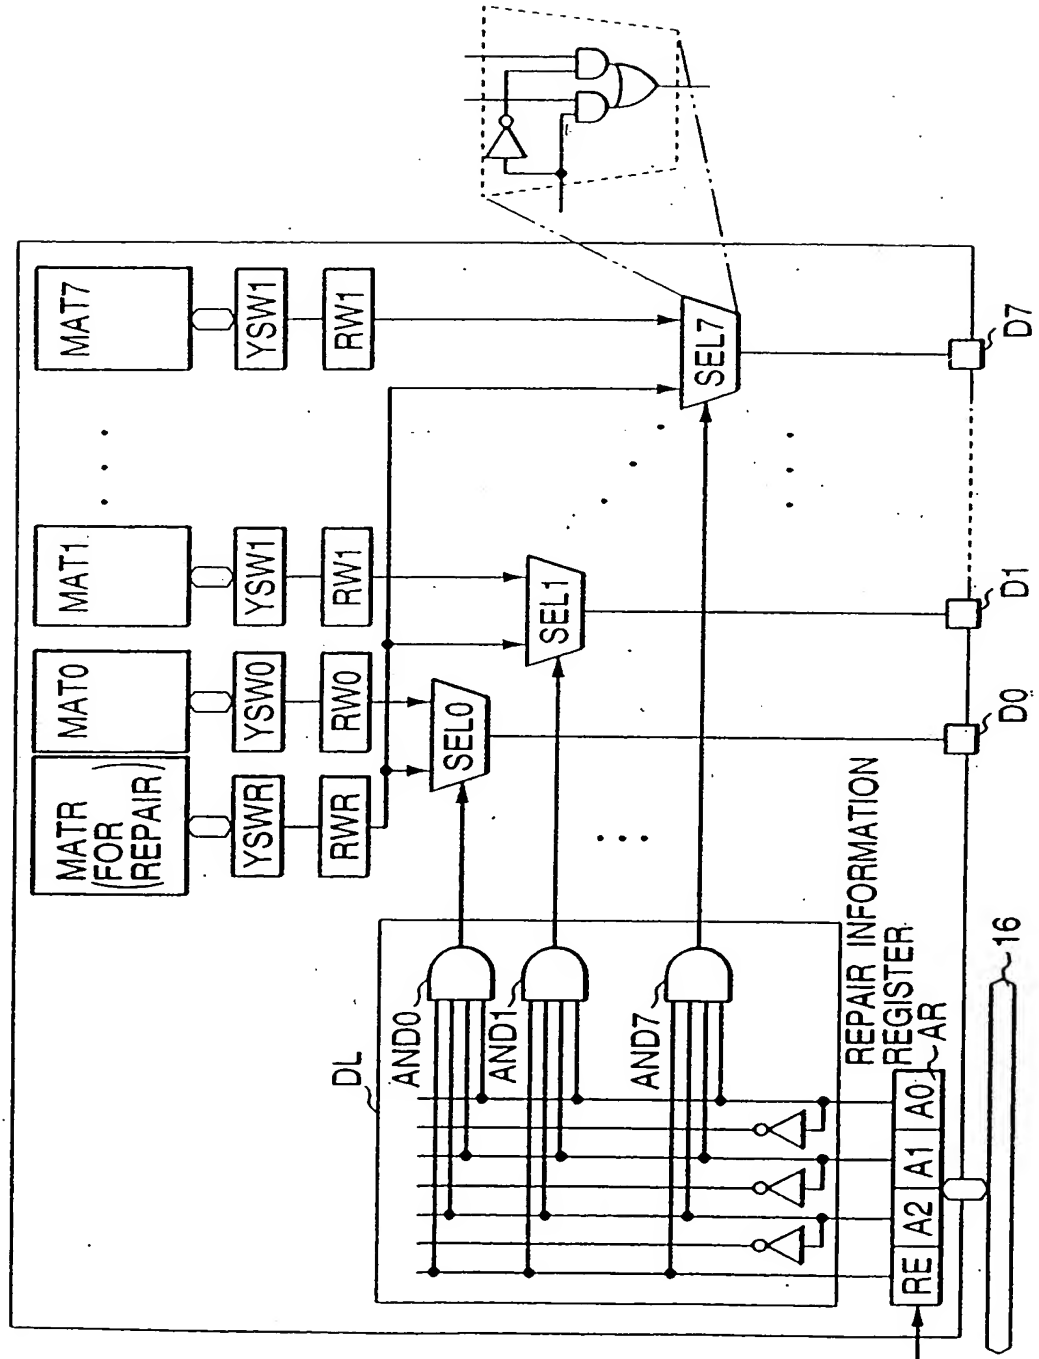 MATR
(FOR
REPAIR)
MAT0
MAT1
MAT7
YSWR
YSW0
YSW1
YSW1
RWR
RW0
RW1
RW1
SEL0
SEL1
SEL7
DL
AND0
AND1
AND7
REPAIR INFORMATION
REGISTER
AR
RE
A2
A1
A0
16
D0
D1
D7